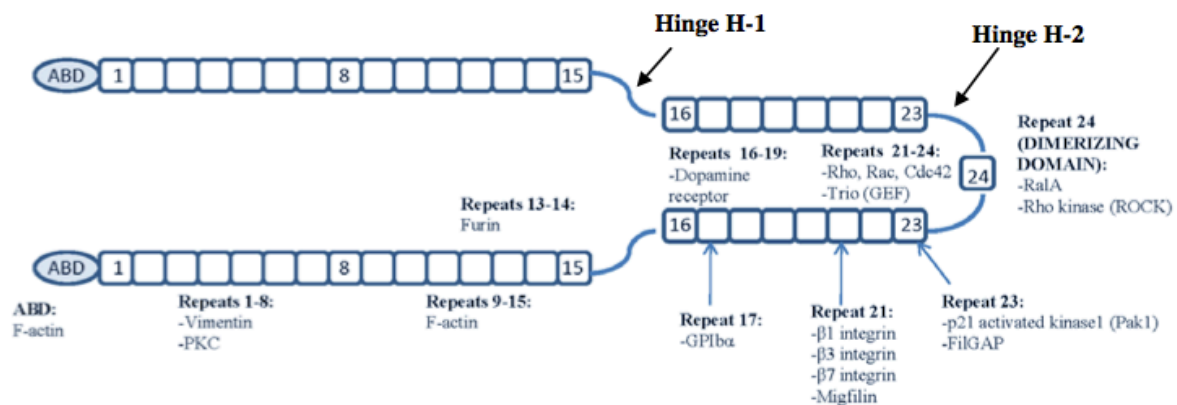 Hinge H-1
Hinge H-2
ABD 1 8 15
16 23
Repeat 24
(DIMERIZING
DOMAIN):
-RalA
-Rho kinase (ROCK)
24
Repeats 16-19:
-Dopamine
receptor
Repeats 21-24:
-Rho, Rac, Cdc42
-Trio (GEF)
Repeats 13-14:
Furin
16 23
ABD 1 8 15
ABD:
F-actin
Repeats 1-8:
-Vimentin
-PKC
Repeats 9-15:
F-actin
Repeat 17:
-GPIbα
Repeat 21:
-β1 integrin
-β3 integrin
-β7 integrin
-Migfilin
Repeat 23:
-p21 activated kinase1 (Pak1)
-FilGAP